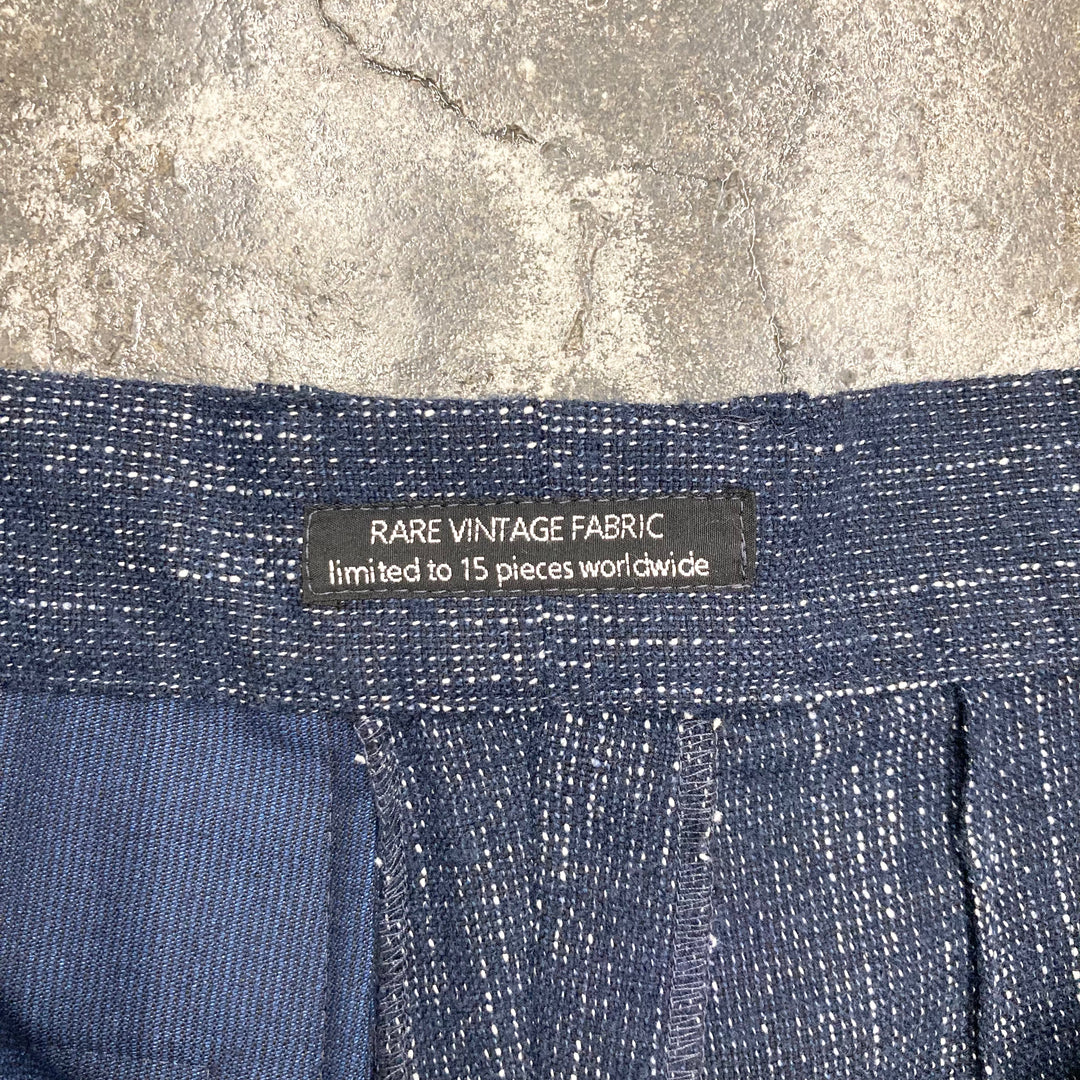 RARE VINTAGE FABRIC
limited to 15 pieces worldwide